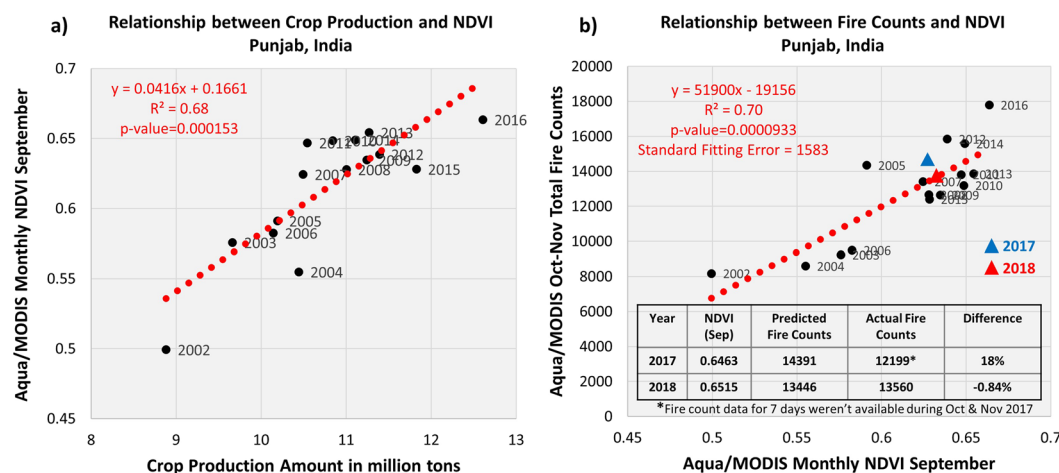 a)
Relationship between Crop Production and NDVI
Punjab, India
Aqua/MODIS Monthly NDVI September
0.7
0.65
0.6
0.55
0.5
0.45
y = 0.0416x + 0.1661
R² = 0.68
p-value=0.000153
2016
2013
2011
2010
2014
2012
2009
2007
2008
2015
2005
2006
2003
2004
2002
8
9
10
11
12
13
Crop Production Amount in million tons
b)
Relationship between Fire Counts and NDVI
Punjab, India
Aqua/MODIS Oct-Nov Total Fire Counts
20000
18000
16000
14000
12000
10000
8000
6000
4000
2000
0
y = 51900x - 19156
R² = 0.70
p-value=0.0000933
Standard Fitting Error = 1583
2016
2012
2014
2005
2011
2013
2007
2010
2009
2015
2006
2003
2004
2002
2017
2018
Year NDVI (Sep) Predicted Fire Counts Actual Fire Counts Difference
2017 0.6463 14391 12199* 18%
2018 0.6515 13446 13560 -0.84%
*Fire count data for 7 days weren't available during Oct & Nov 2017
0.45
0.5
0.55
0.6
0.65
0.7
Aqua/MODIS Monthly NDVI September